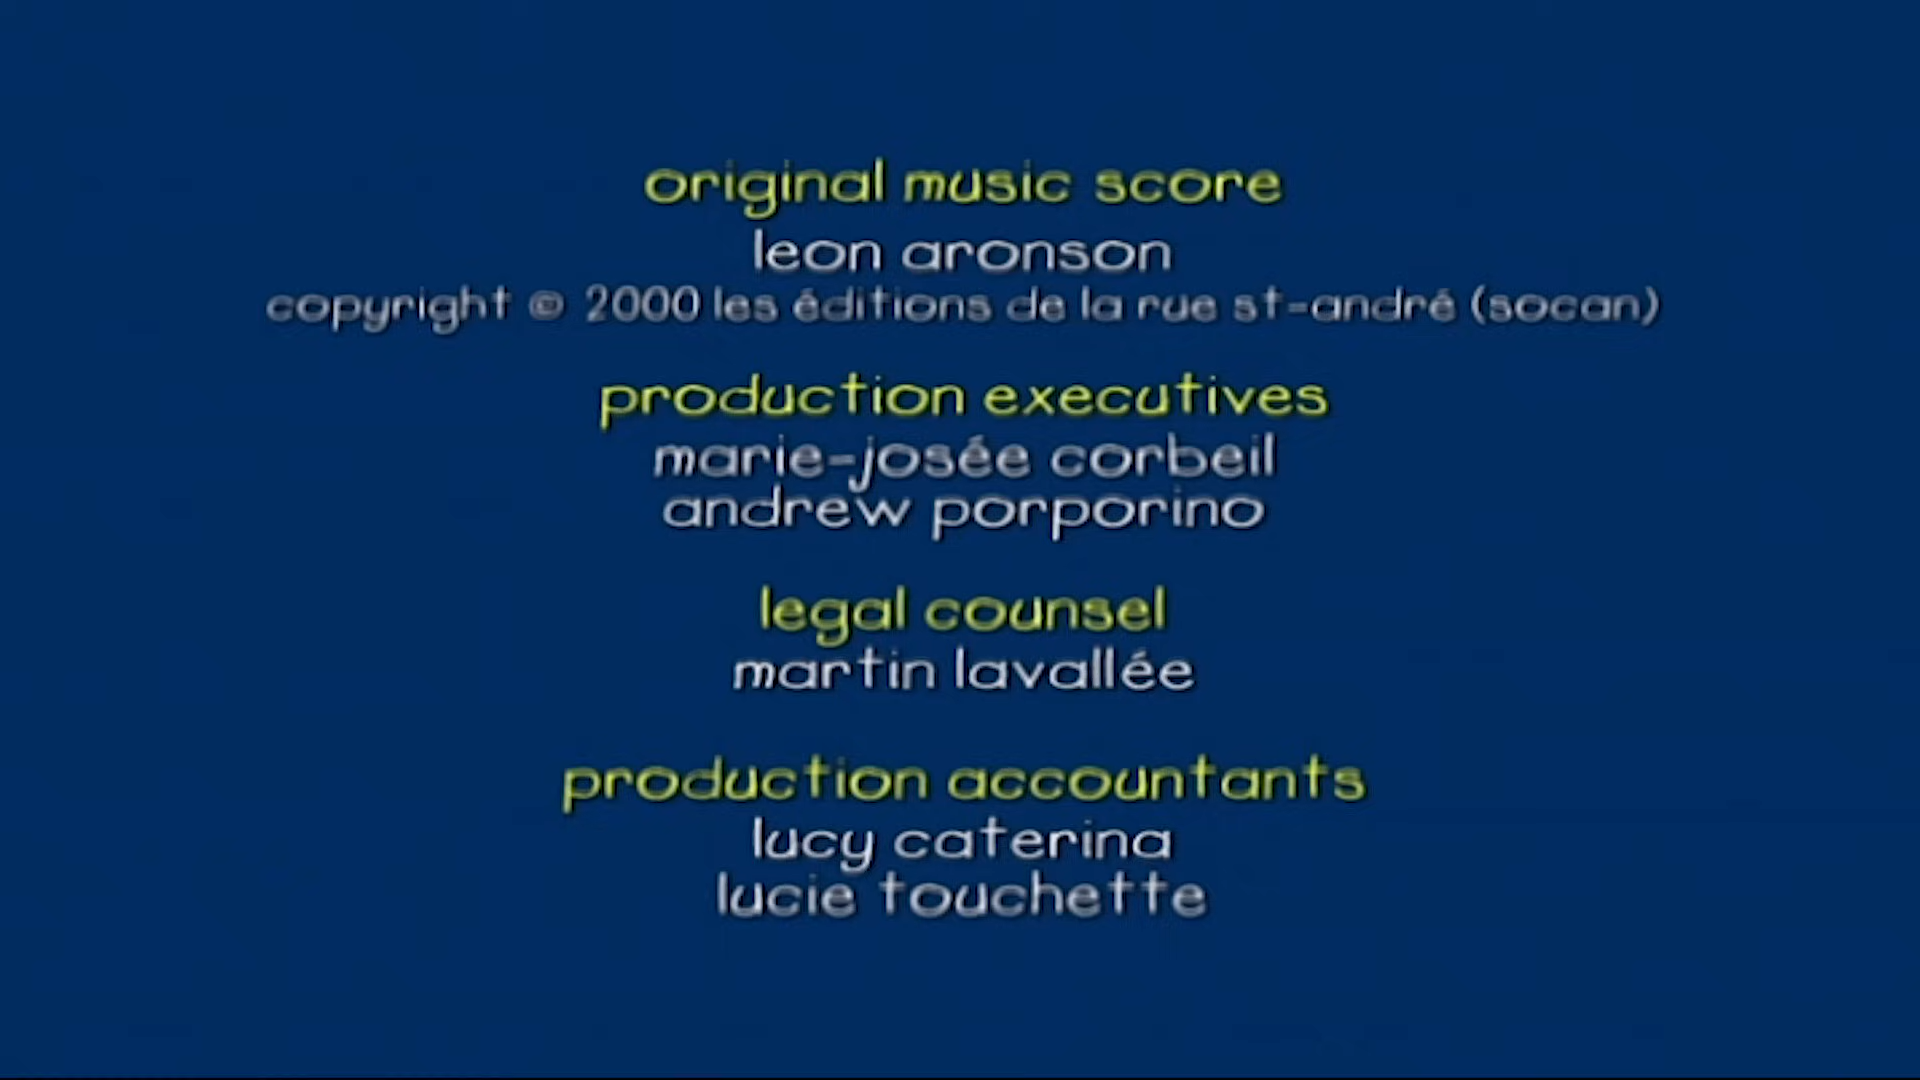 original music score
leon aronson
copyright © 2000 les éditions de la rue st-andré (socan)
production executives
marie-josée corbeil
andrew porporino
legal counsel
martin lavallée
production accountants
lucy caterina
lucie touchette